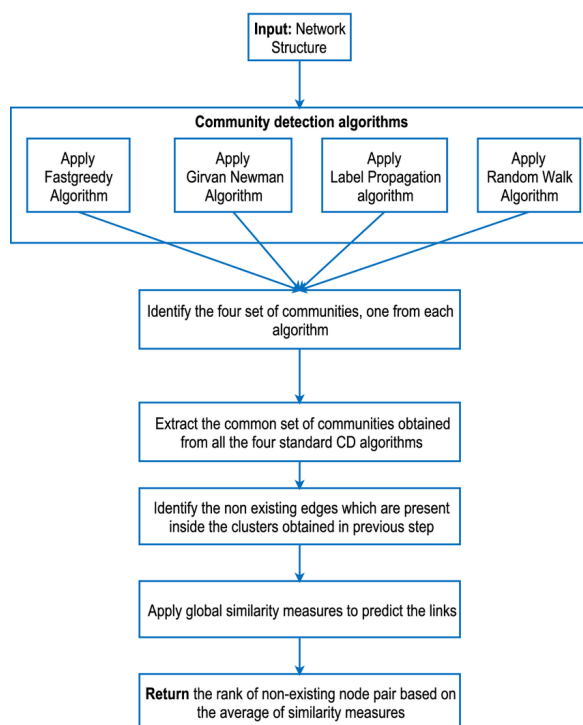 Input: Network
Structure
Community detection algorithms
Apply
Fastgreedy
Algorithm
Apply
Girvan Newman
Algorithm
Apply
Label Propagation
algorithm
Apply
Random Walk
Algorithm
Identify the four set of communities, one from each
algorithm
Extract the common set of communities obtained
from all the four standard CD algorithms
Identify the non existing edges which are present
inside the clusters obtained in previous step
Apply global similarity measures to predict the links
Return the rank of non-existing node pair based on
the average of similarity measures